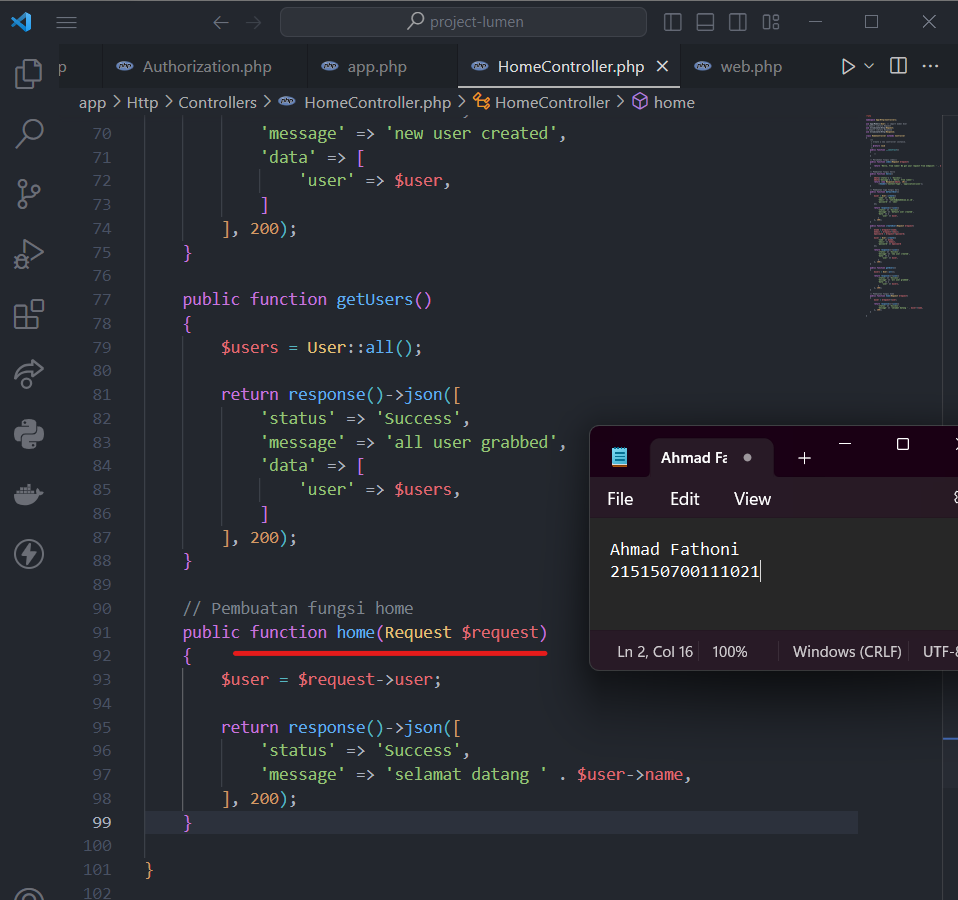 project-lumen
p
Authorization.php
app.php
HomeController.php
web.php
app > Http > Controllers > HomeController.php > HomeController > home
70 'message' => 'new user created',
71 'data' => [
72 'user' => $user,
73 ]
74 ], 200);
75 }
76
77 public function getUsers()
78 {
79 $users = User::all();
80
81 return response()->json([
82 'status' => 'Success',
83 'message' => 'all user grabbed',
84 'data' => [
85 'user' => $users,
86 ]
87 ], 200);
88 }
89
90 // Pembuatan fungsi home
91 public function home(Request $request)
92 {
93 $user = $request->user;
94
95 return response()->json([
96 'status' => 'Success',
97 'message' => 'selamat datang ' . $user->name,
98 ], 200);
99 }
100
101 }
102
Ahmad Fa
File Edit View
Ahmad Fathoni
215150700111021
Ln 2, Col 16 100% Windows (CRLF) UTF-8